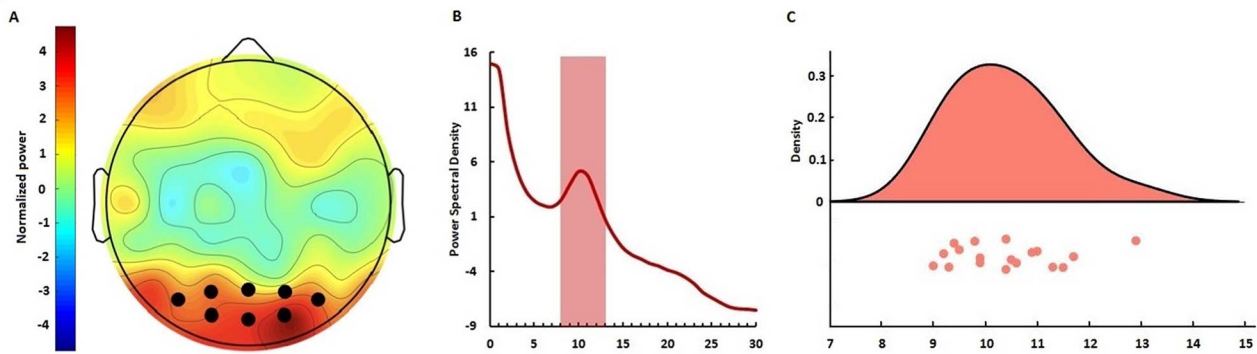 A
4
3
2
1
0
-1
-2
-3
-4
Normalized power
B
16
11
6
1
-4
-9
Power Spectral Density
0 5 10 15 20 25 30
C
0.3
0.2
0.1
0
Density
7 8 9 10 11 12 13 14 15